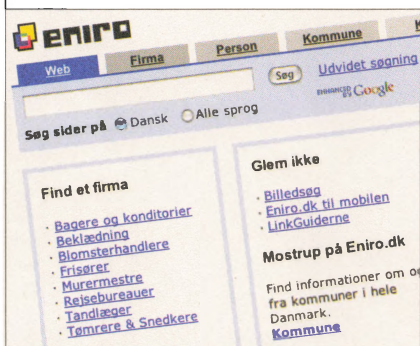 eniro
Web Firma Person Kommune
Søg Udvidet søgning
ENHANCED BY Google
Søg sider på Dansk Alle sprog
Find et firma
· Bagere og konditorier
· Beklædning
· Blomsterhandlere
· Frisører
· Murermestre
· Rejsebureauer
· Tandlæger
· Tømrere & Snedkere
Glem ikke
· Billedsøg
· Eniro.dk til mobilen
· LinkGuiderne
Mostrup på Eniro.dk
Find informationer om
fra kommuner i hele
Danmark.
Kommune